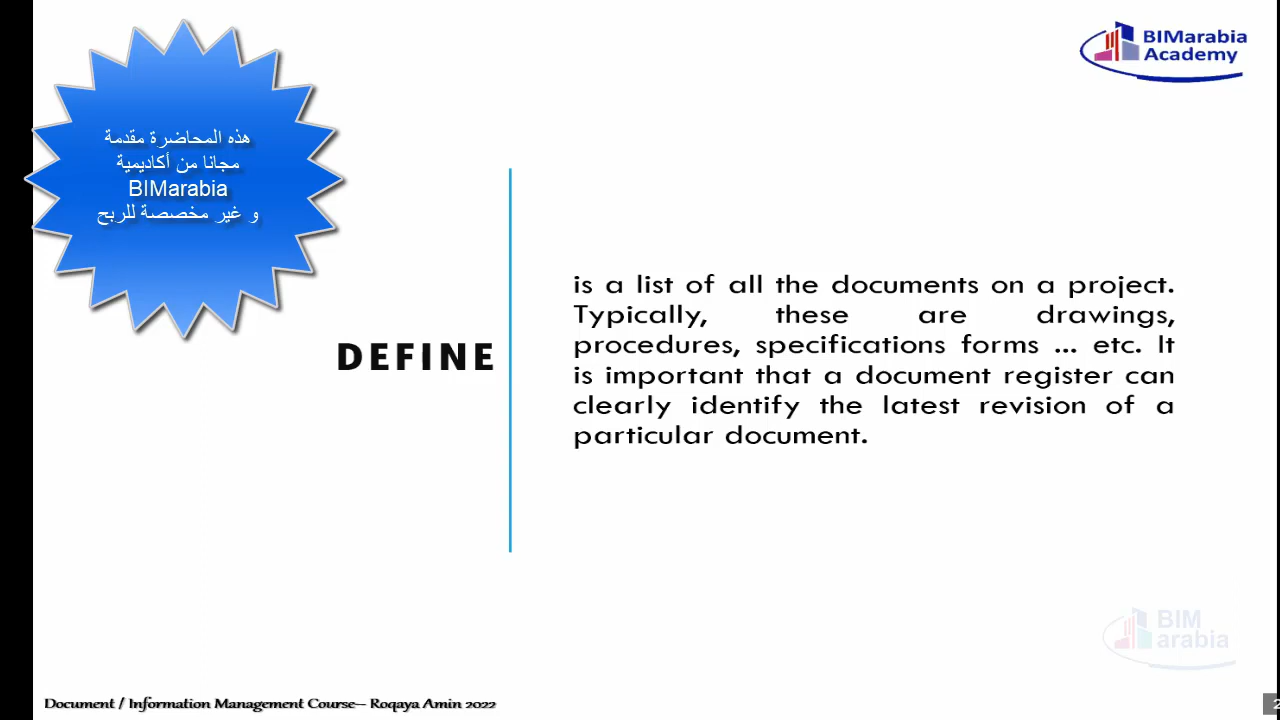 BIMarabia
Academy
هذه المحاضرة مقدمة
مجانا من أكاديمية
BIMarabia
و غير مخصصة للربح
DEFINE
is a list of all the documents on a project.
Typically, these are drawings,
procedures, specifications forms ... etc. It
is important that a document register can
clearly identify the latest revision of a
particular document.
BIM
arabia
Document / Information Management Course– Roqaya Amin 2022